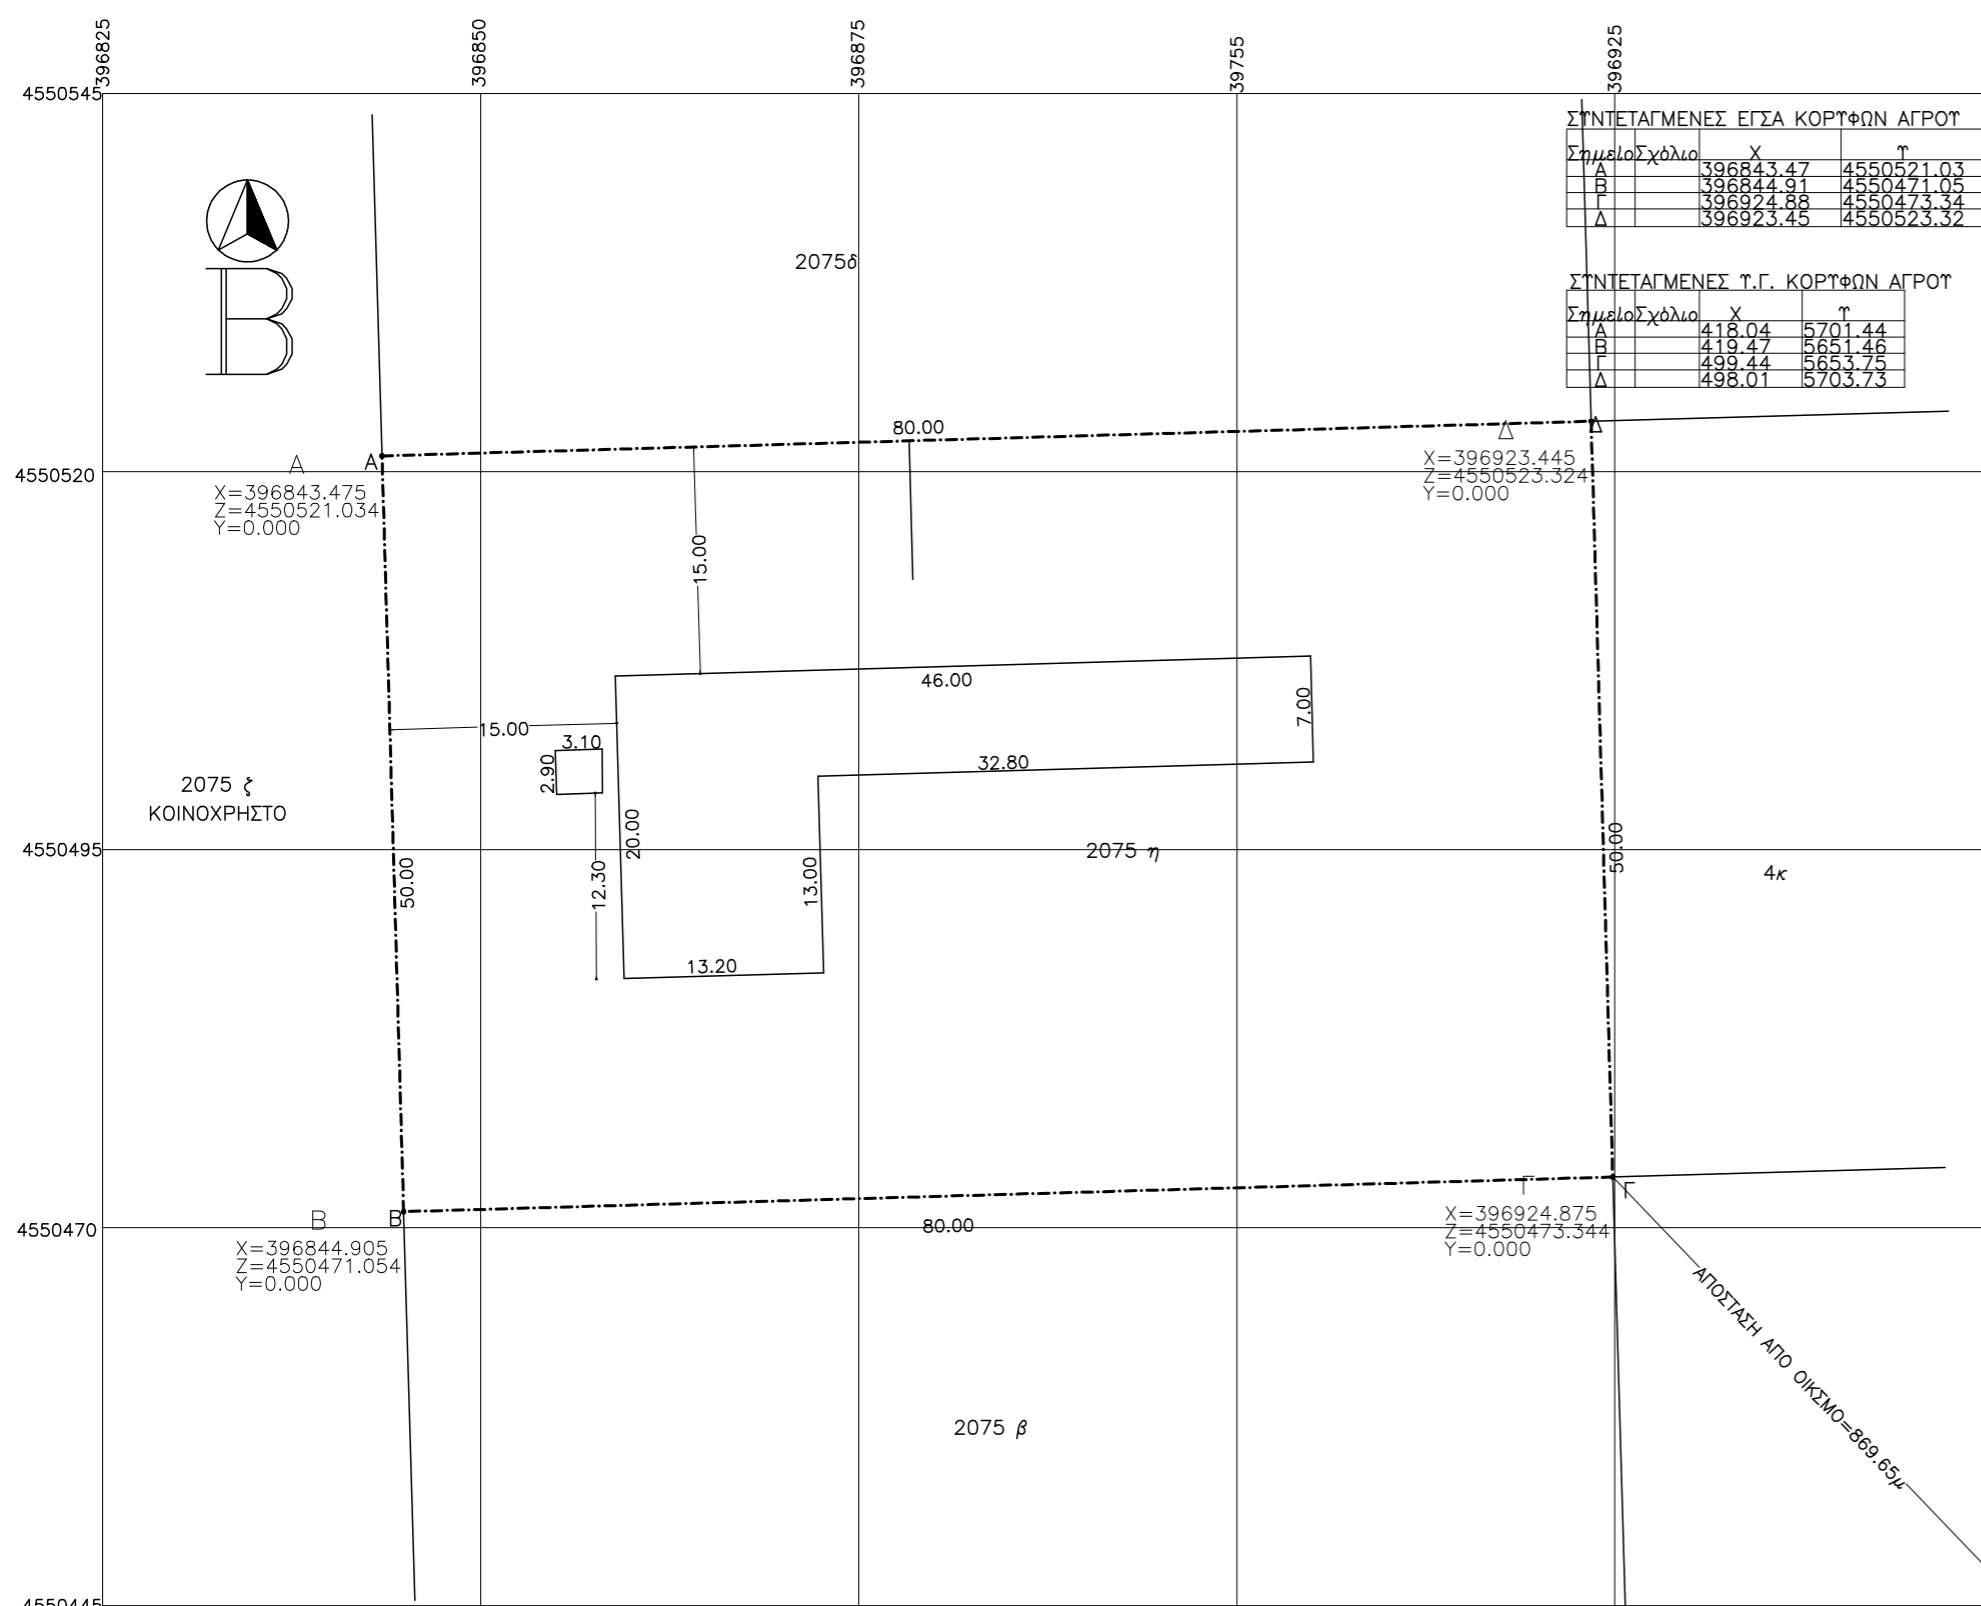 396825
396850
396875
39755
396925
4550545
4550520
4550495
4550470
4550445
ΣΥΝΤΕΤΑΓΜΕΝΕΣ ΕΓΣΑ ΚΟΡΥΦΩΝ ΑΓΡΟΥ
Σημείο Σχόλιο Χ Υ
Α 396843.47 4550521.03
Β 396844.91 4550471.05
Γ 396924.88 4550473.34
Δ 396923.45 4550523.32
ΣΥΝΤΕΤΑΓΜΕΝΕΣ Υ.Γ. ΚΟΡΥΦΩΝ ΑΓΡΟΥ
Σημείο Σχόλιο Χ Υ
Α 418.04 5701.44
Β 419.47 5651.46
Γ 499.44 5653.75
Δ 498.01 5703.73
Β
2075δ
80.00
Α
Α
X=396843.475
Z=4550521.034
Y=0.000
Δ
Δ
X=396923.445
Z=4550523.324
Y=0.000
15.00
46.00
7.00
15.00
3.10
2.90
32.80
2075 ζ
ΚΟΙΝΟΧΡΗΣΤΟ
20.00
12.30
13.00
50.00
2075 η
50.00
4κ
13.20
Β
Β
X=396844.905
Z=4550471.054
Y=0.000
80.00
Γ
Γ
X=396924.875
Z=4550473.344
Y=0.000
ΑΠΟΣΤΑΣΗ ΑΠΟ ΟΙΚΣΜΟ=869.65μ
2075 β